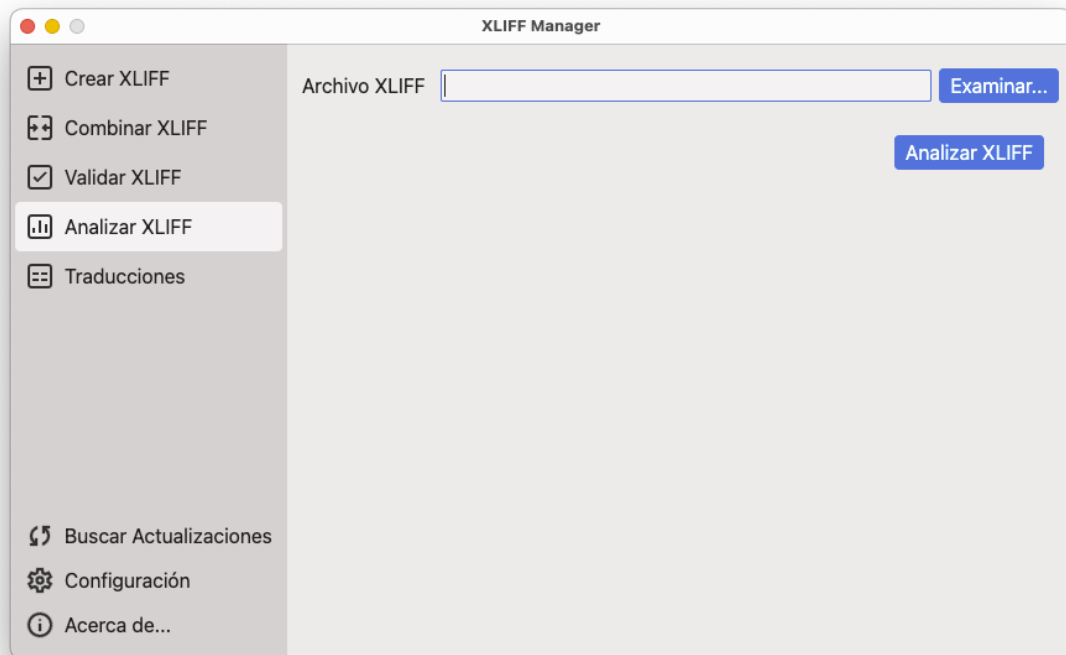 XLIFF Manager
Crear XLIFF
Combinar XLIFF
Validar XLIFF
Analizar XLIFF
Traducciones
Buscar Actualizaciones
Configuración
Acerca de...
Archivo XLIFF
Examinar...
Analizar XLIFF